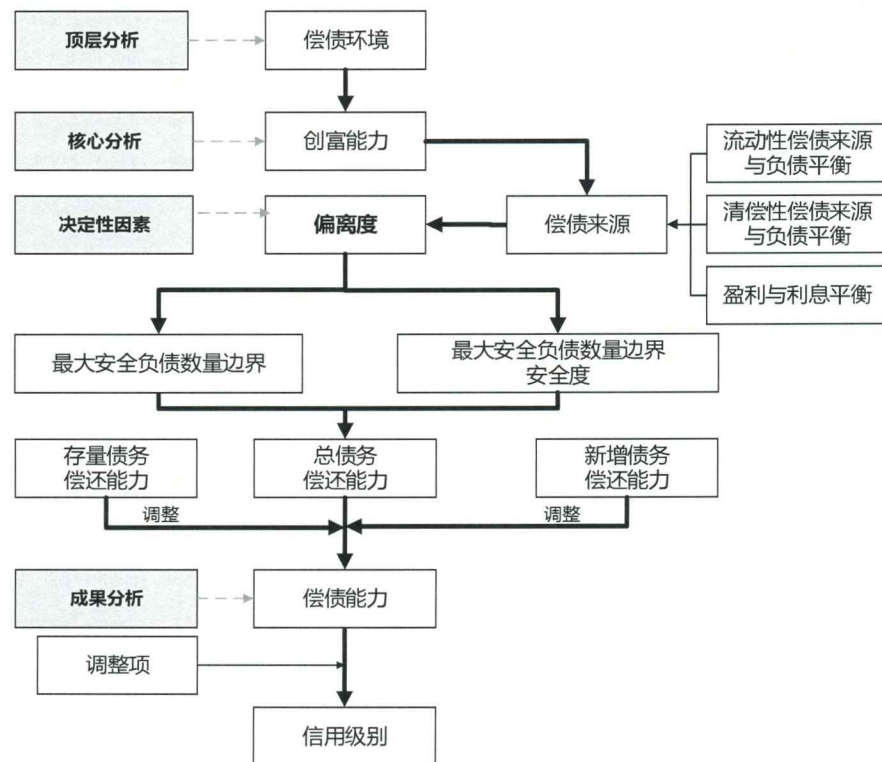 顶层分析
偿债环境
核心分析
创富能力
流动性偿债来源
与负债平衡
决定性因素
偏离度
偿债来源
清偿性偿债来源
与负债平衡
盈利与利息平衡
最大安全负债数量边界
最大安全负债数量边界
安全度
存量债务
偿还能力
总债务
偿还能力
新增债务
偿还能力
调整
调整
成果分析
偿债能力
调整项
信用级别